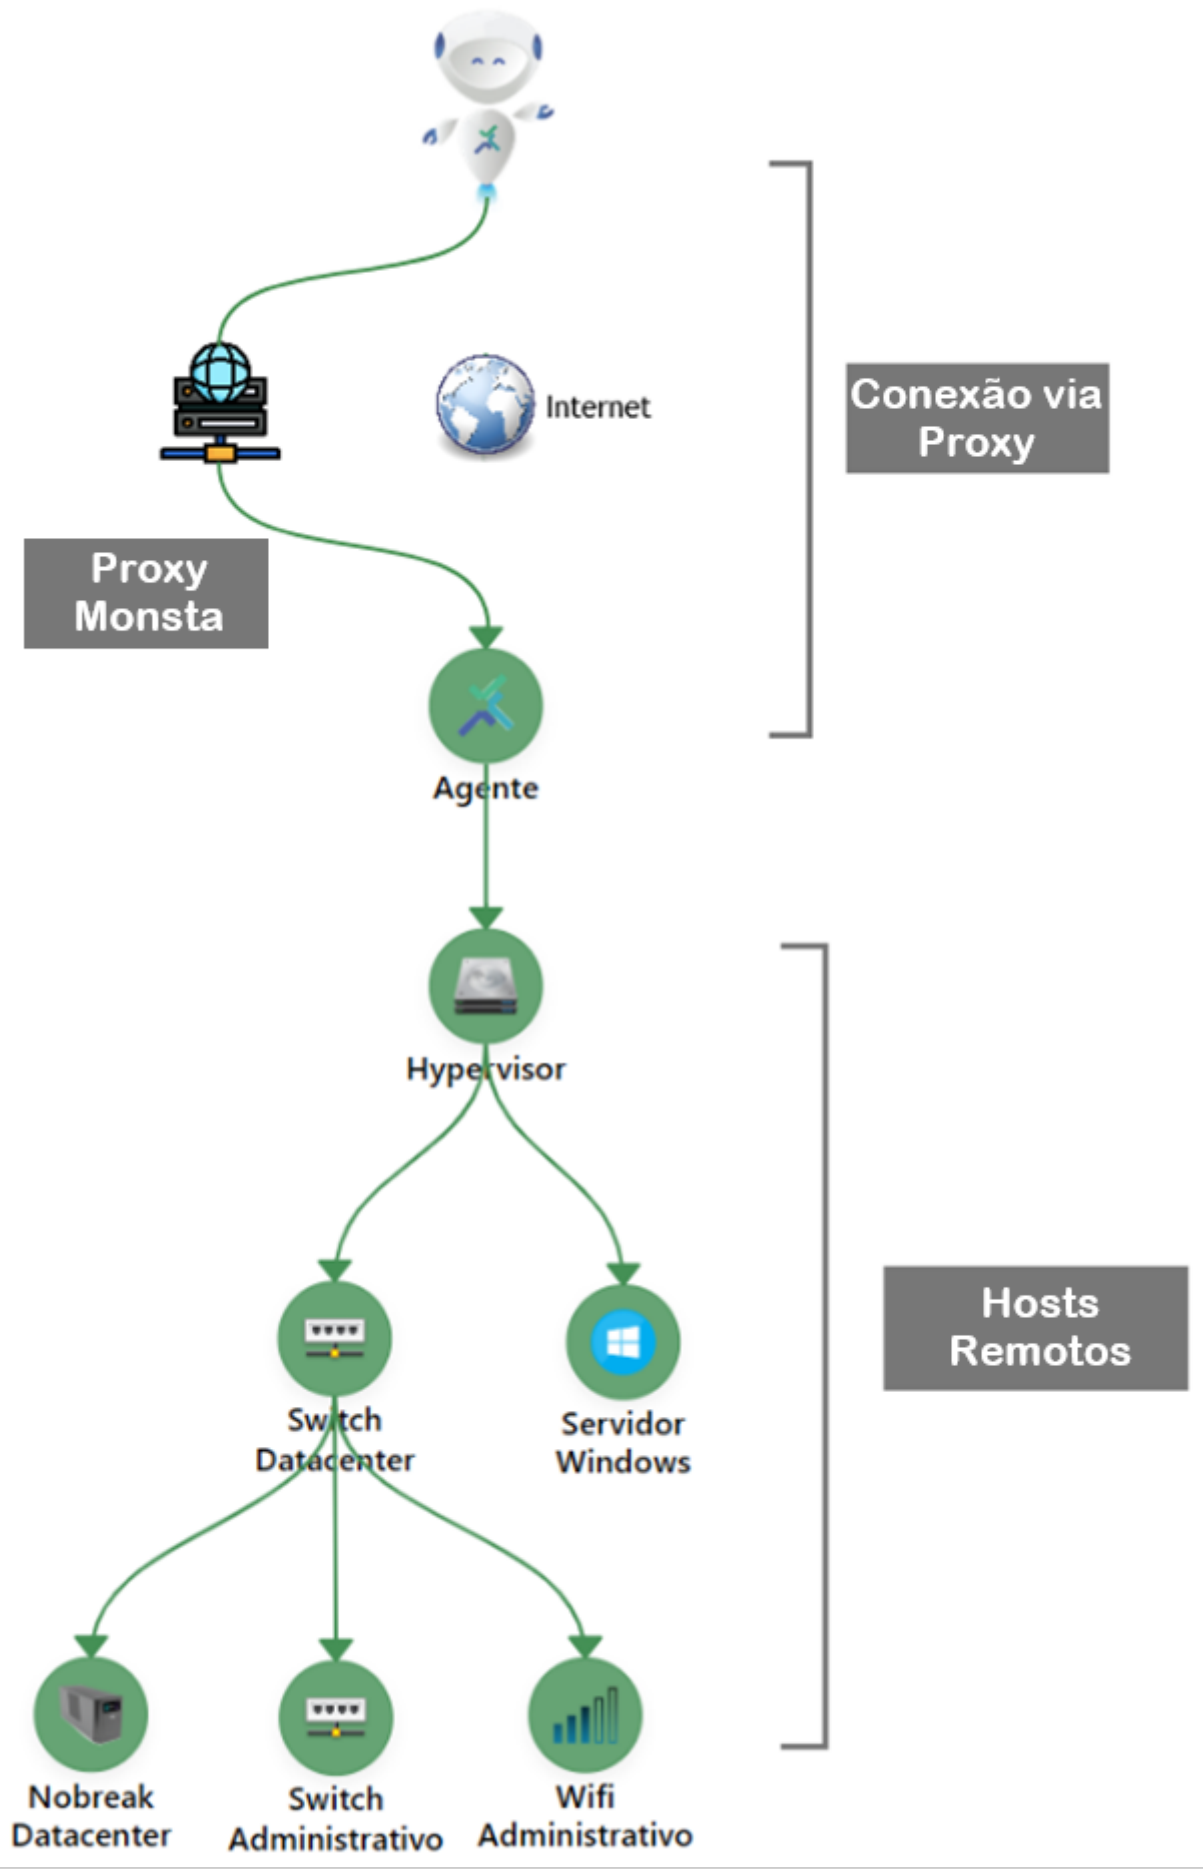 Internet
Conexão via
Proxy
Proxy
Monsta
Agente
Hypervisor
Hosts
Remotos
Switch
Datacenter
Servidor
Windows
Nobreak
Datacenter
Switch
Administrativo
Wifi
Administrativo